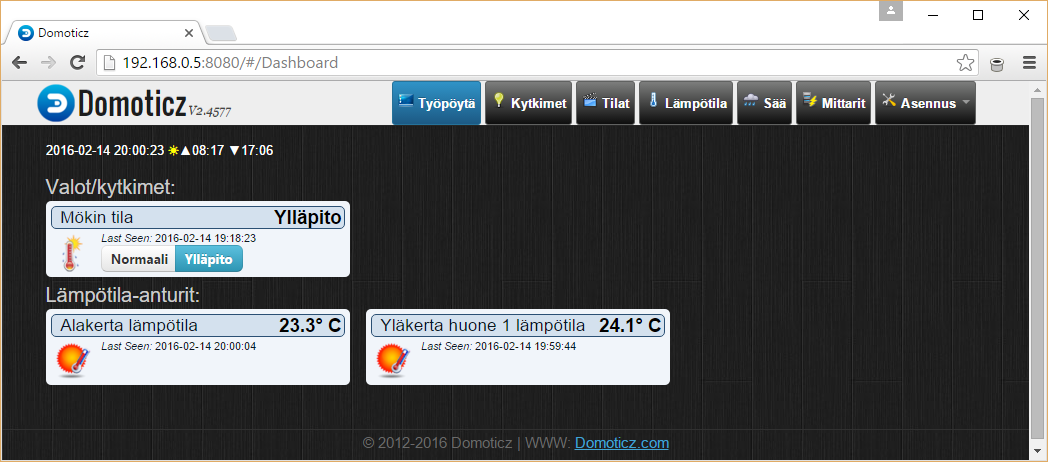 Domoticz
192.168.0.5:8080/#/Dashboard
Domoticz V2.4577 Työpöytä Kytkimet Tilat Lämpötila Sää Mittarit Asennus
2016-02-14 20:00:23 ☀▲08:17 ▼17:06
Valot/kytkimet:
Mökin tila Ylläpito
Last Seen: 2016-02-14 19:18:23
Normaali Ylläpito
Lämpötila-anturit:
Alakerta lämpötila 23.3° C
Last Seen: 2016-02-14 20:00:04
Yläkerta huone 1 lämpötila 24.1° C
Last Seen: 2016-02-14 19:59:44
© 2012-2016 Domoticz | WWW: Domoticz.com